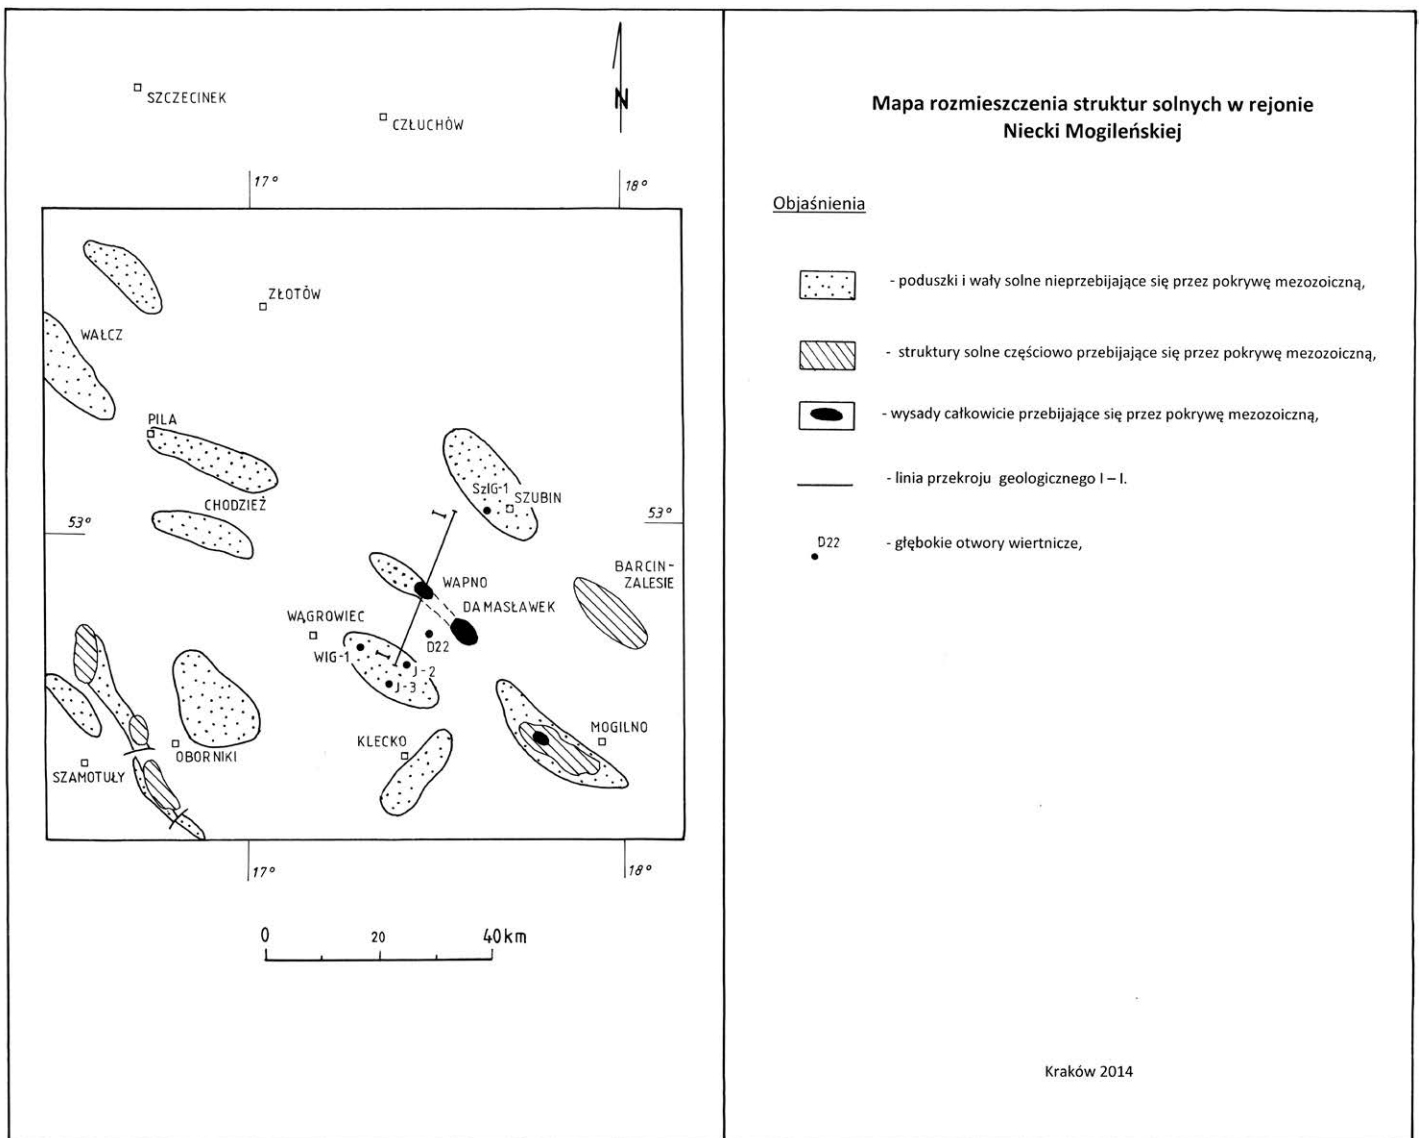 SZCZECINEK
CZŁUCHÓW
N
17°
18°
ZŁOTÓW
WAŁCZ
PILA
CHODZIEŻ
SzIG-1
SZUBIN
53°
53°
I
BARCIN-
ZALESIE
WAPNO
DAMASŁAWEK
WĄGROWIEC
D22
WIG-1
I
J-2
J-3
MOGILNO
KLECKO
OBORNIKI
SZAMOTUŁY
17°
18°
0 20 40 km
Mapa rozmieszczenia struktur solnych w rejonie
Niecki Mogileńskiej
Objaśnienia
- poduszki i wały solne nieprzebijające się przez pokrywę mezozoiczną,
- struktury solne częściowo przebijające się przez pokrywę mezozoiczną,
- wysady całkowicie przebijające się przez pokrywę mezozoiczną,
- linia przekroju geologicznego I – I.
D22
- głębokie otwory wiertnicze,
Kraków 2014